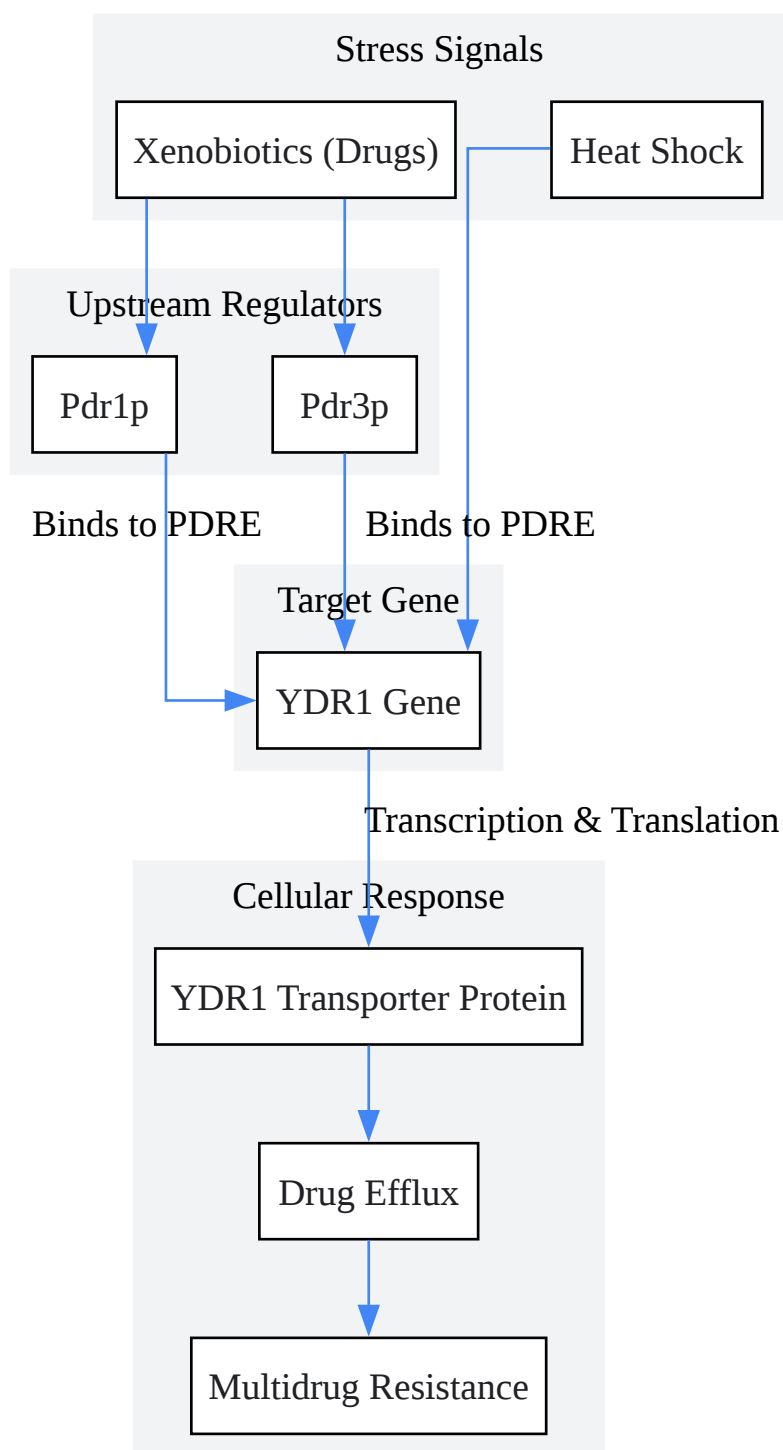 Stress Signals
Xenobiotics (Drugs)
Heat Shock
Upstream Regulators
Pdr1p
Pdr3p
Binds to PDRE
Binds to PDRE
Target Gene
YDR1 Gene
Transcription & Translation
Cellular Response
YDR1 Transporter Protein
Drug Efflux
Multidrug Resistance